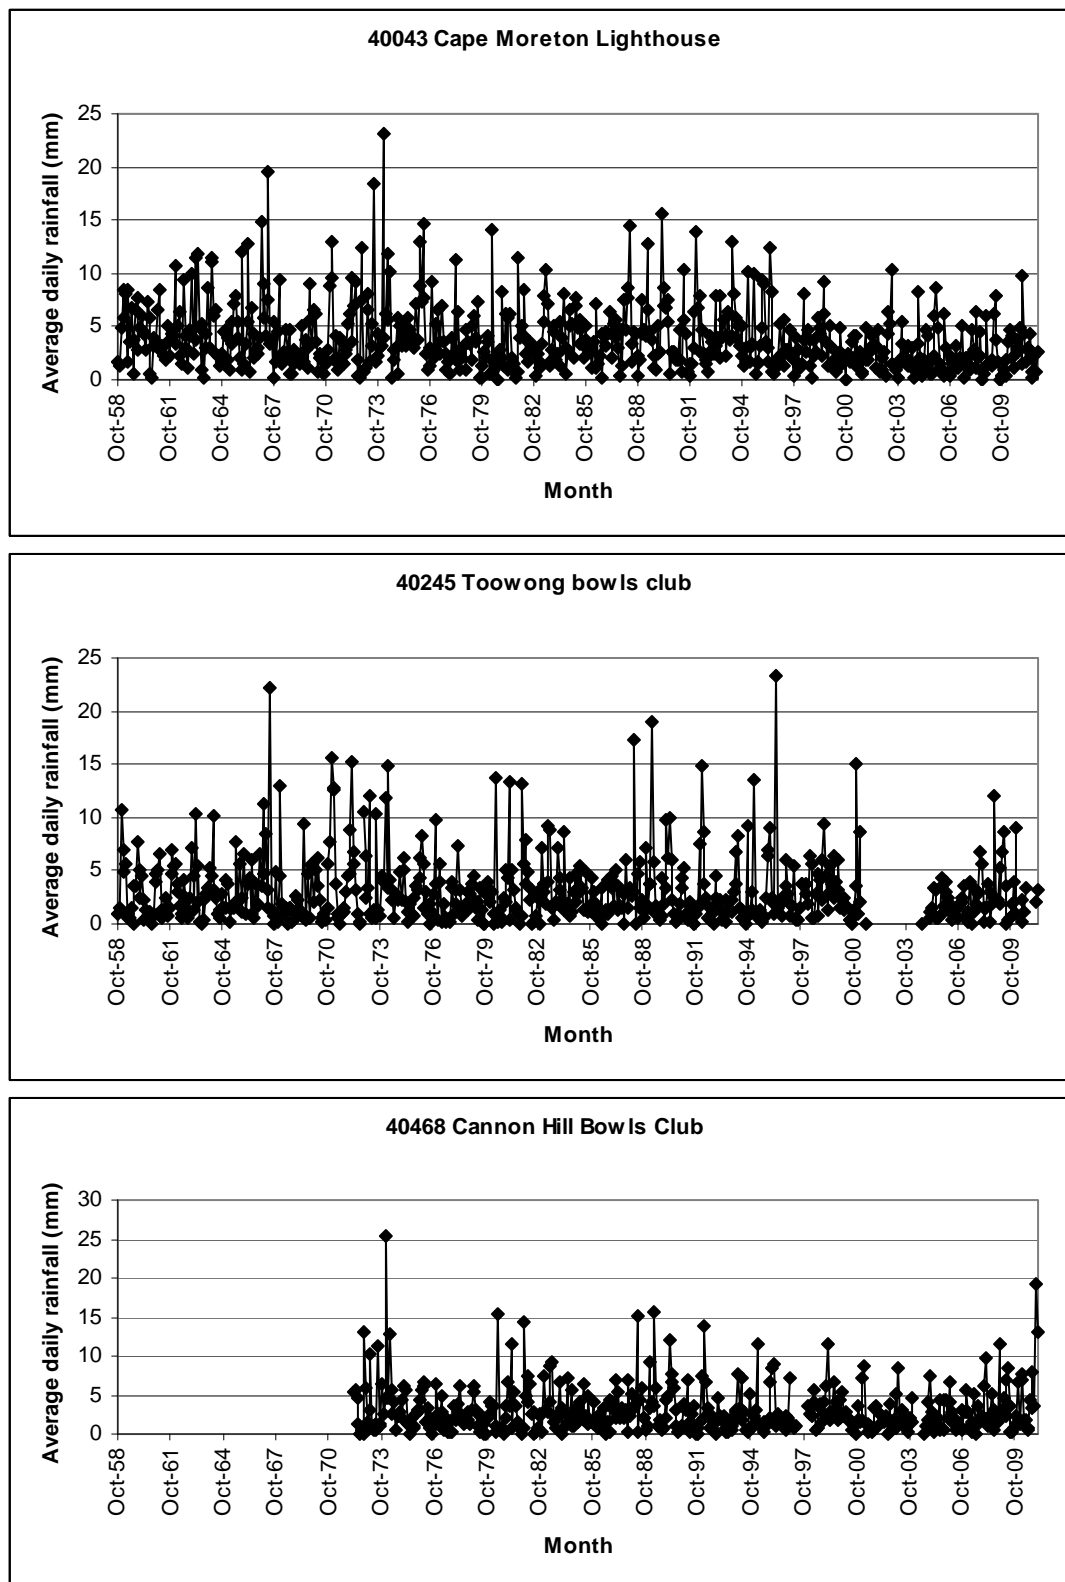 40043 Cape Moreton Lighthouse
Average daily rainfall (mm)
25
20
15
10
5
0
Oct-58 Oct-61 Oct-64 Oct-67 Oct-70 Oct-73 Oct-76 Oct-79 Oct-82 Oct-85 Oct-88 Oct-91 Oct-94 Oct-97 Oct-00 Oct-03 Oct-06 Oct-09
Month
40245 Toowong bowls club
Average daily rainfall (mm)
25
20
15
10
5
0
Oct-58 Oct-61 Oct-64 Oct-67 Oct-70 Oct-73 Oct-76 Oct-79 Oct-82 Oct-85 Oct-88 Oct-91 Oct-94 Oct-97 Oct-00 Oct-03 Oct-06 Oct-09
Month
40468 Cannon Hill Bowls Club
Average daily rainfall (mm)
30
25
20
15
10
5
0
Oct-58 Oct-61 Oct-64 Oct-67 Oct-70 Oct-73 Oct-76 Oct-79 Oct-82 Oct-85 Oct-88 Oct-91 Oct-94 Oct-97 Oct-00 Oct-03 Oct-06 Oct-09
Month